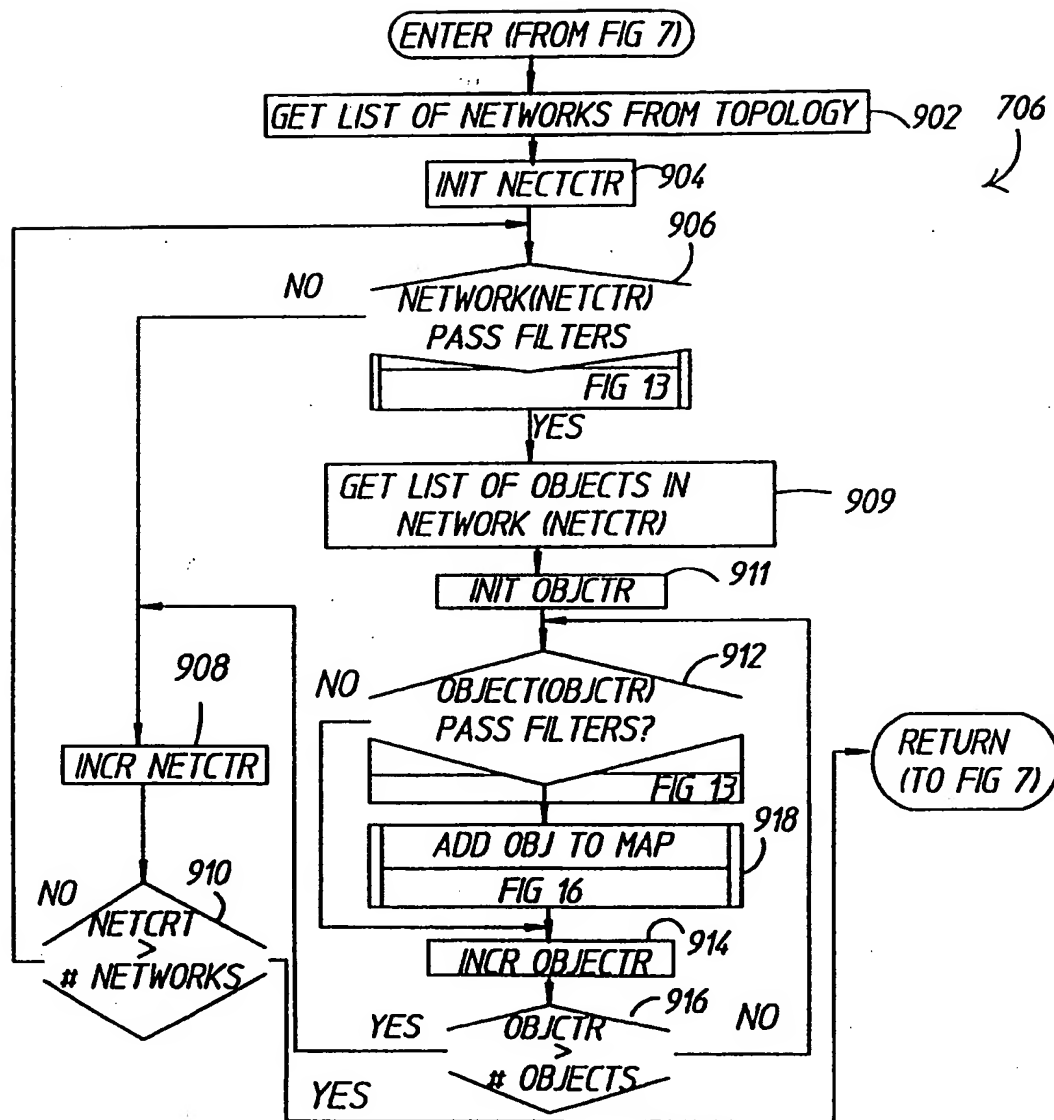 ENTER (FROM FIG 7)
GET LIST OF NETWORKS FROM TOPOLOGY
902
706
INIT NECTCTR
904
906
NO
NETWORK(NETCTR)
PASS FILTERS
FIG 13
YES
GET LIST OF OBJECTS IN
NETWORK (NETCTR)
909
INIT OBJCTR
911
912
NO
OBJECT(OBJCTR)
PASS FILTERS?
FIG 13
908
INCR NETCTR
RETURN
(TO FIG 7)
918
ADD OBJ TO MAP
FIG 16
910
NO
NETCRT
>
# NETWORKS
914
INCR OBJECTR
916
YES
OBJCTR
>
# OBJECTS
NO
YES